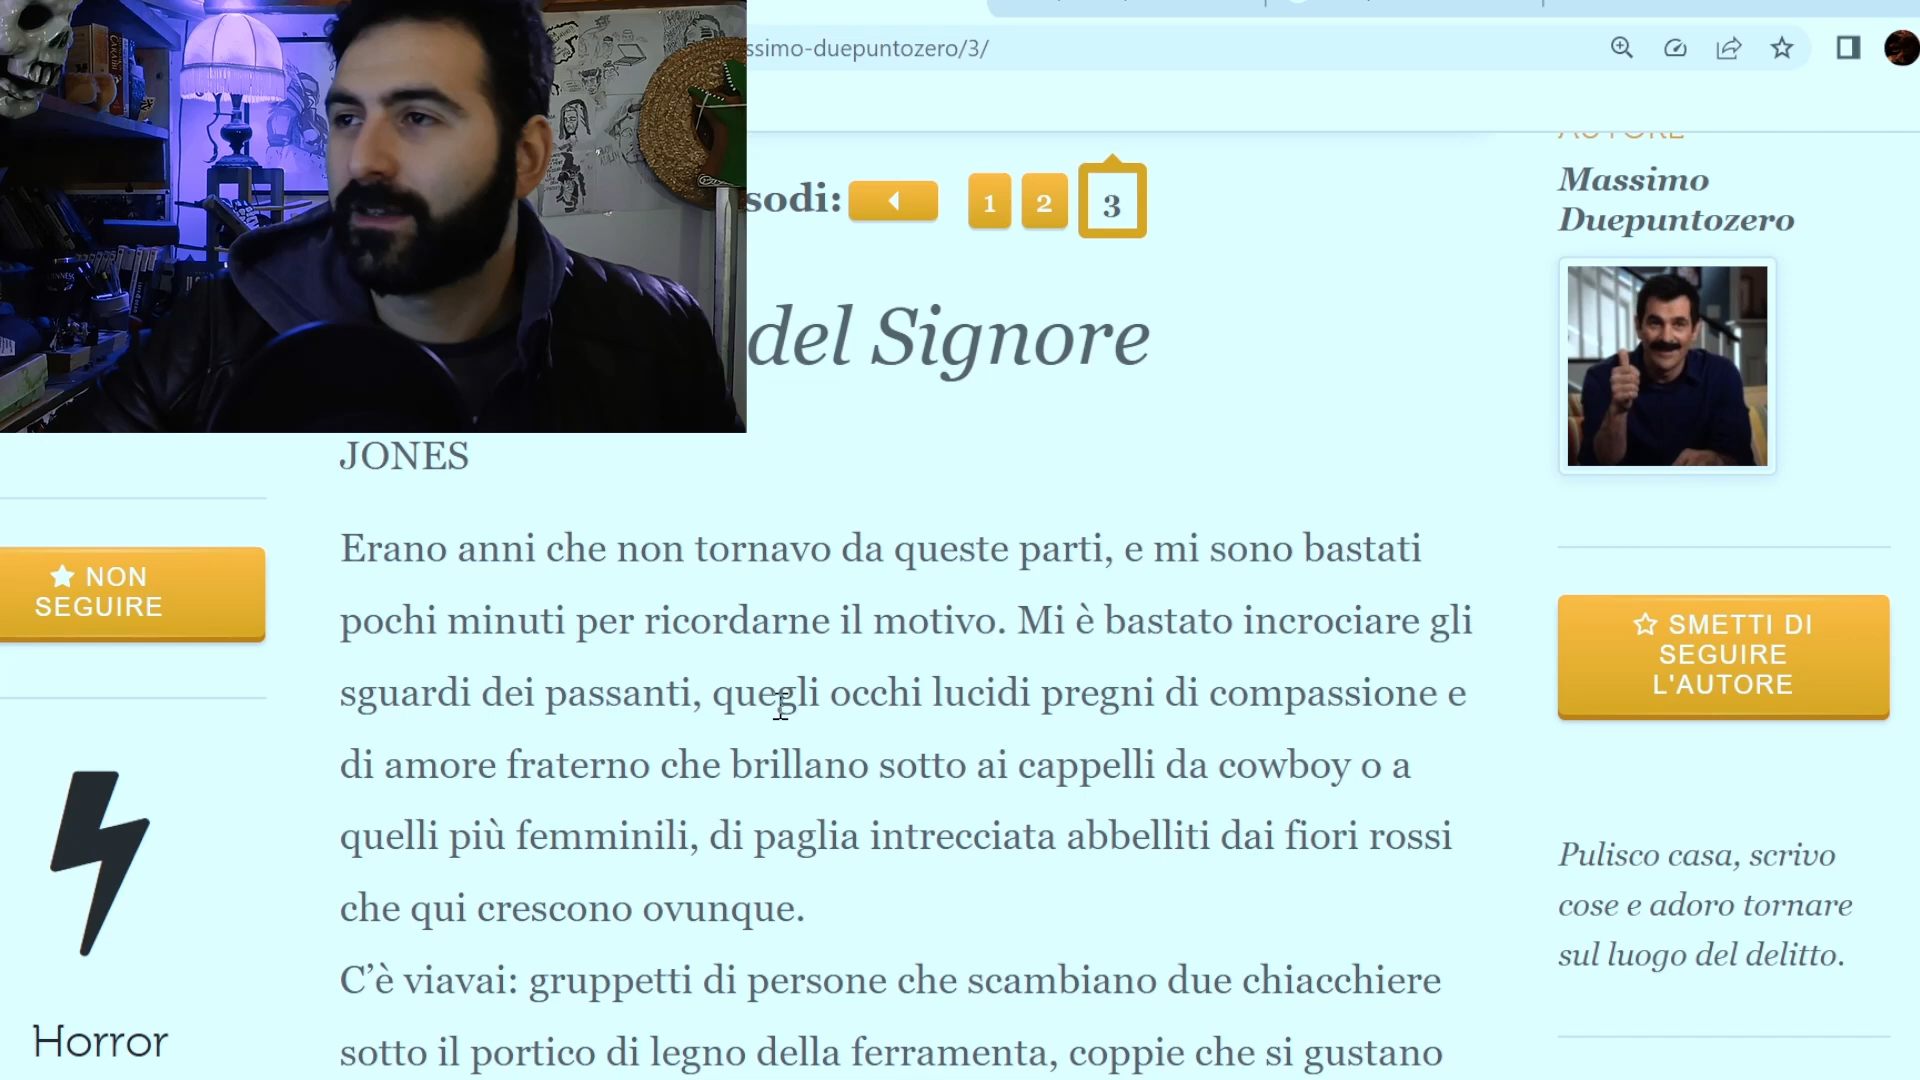 ssimo-duepuntozero/3/
AUTORE
Massimo
Duepuntozero
sodi:
1
2
3
del Signore
JONES
Erano anni che non tornavo da queste parti, e mi sono bastati
pochi minuti per ricordarne il motivo. Mi è bastato incrociare gli
sguardi dei passanti, quegli occhi lucidi pregni di compassione e
di amore fraterno che brillano sotto ai cappelli da cowboy o a
quelli più femminili, di paglia intrecciata abbelliti dai fiori rossi
che qui crescono ovunque.
C’è viavai: gruppetti di persone che scambiano due chiacchiere
sotto il portico di legno della ferramenta, coppie che si gustano
NON
SEGUIRE
Horror
SMETTI DI
SEGUIRE
L'AUTORE
Pulisco casa, scrivo
cose e adoro tornare
sul luogo del delitto.